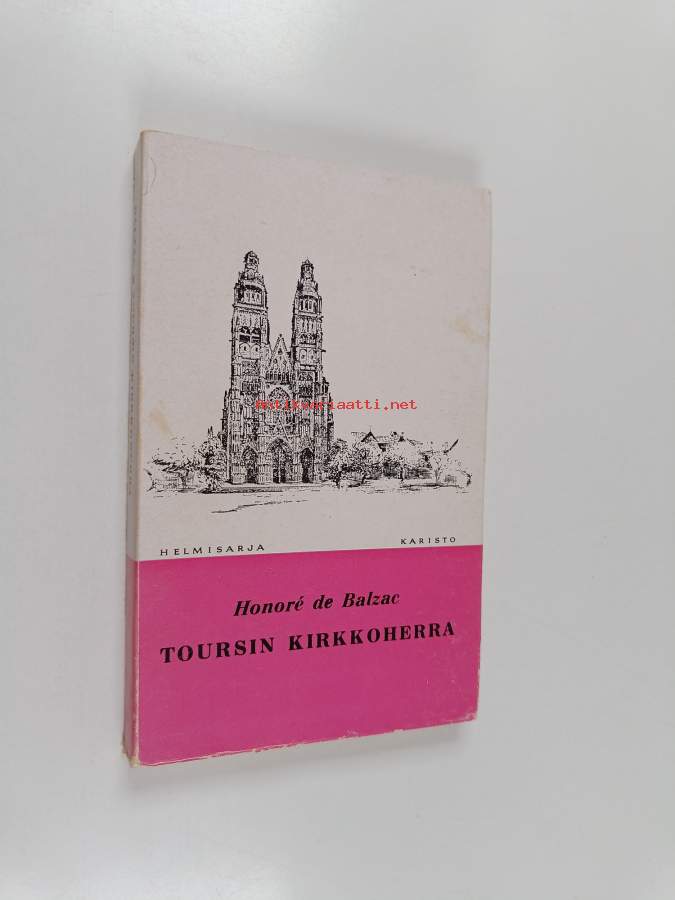 antikvariaatti.net
HELMISARJA
KARISTO
Honoré de Balzac
TOURSIN KIRKKOHERRA